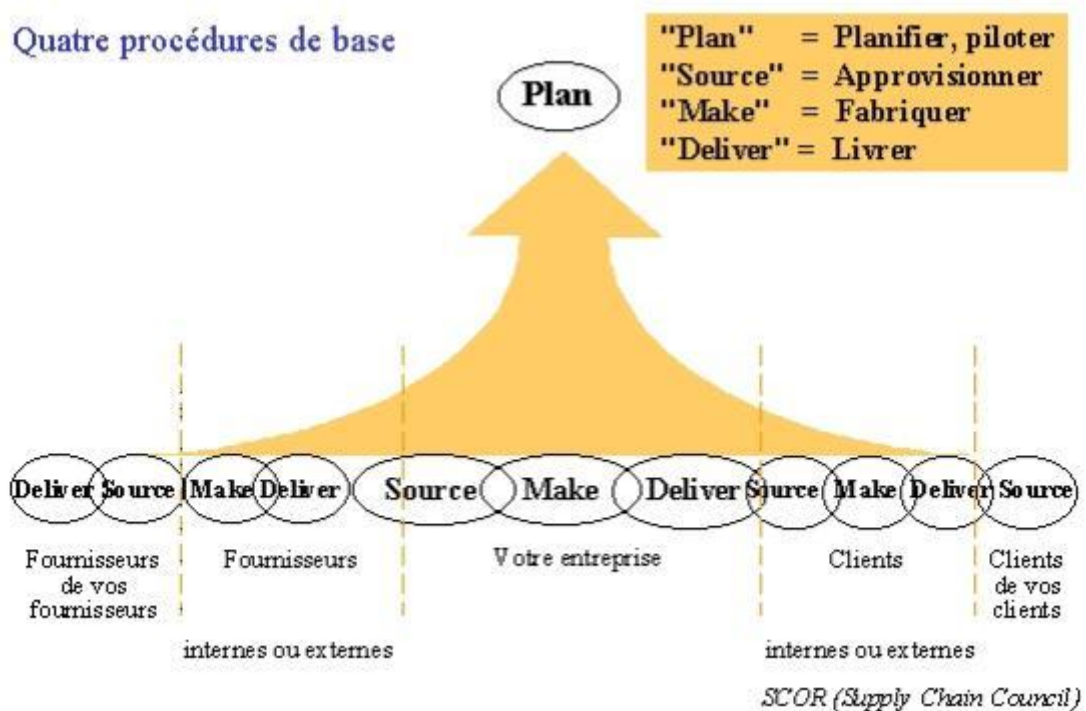 Quatre procédures de base
"Plan" = Planifier, piloter
"Source" = Approvisionner
"Make" = Fabriquer
"Deliver" = Livrer
Plan
Deliver Source Make Deliver Source Make Deliver Source Make Deliver Source
Fournisseurs
de vos
fournisseurs
Fournisseurs
Votre entreprise
Clients
Clients
de vos
clients
internes ou externes
internes ou externes
SCOR (Supply Chain Council)